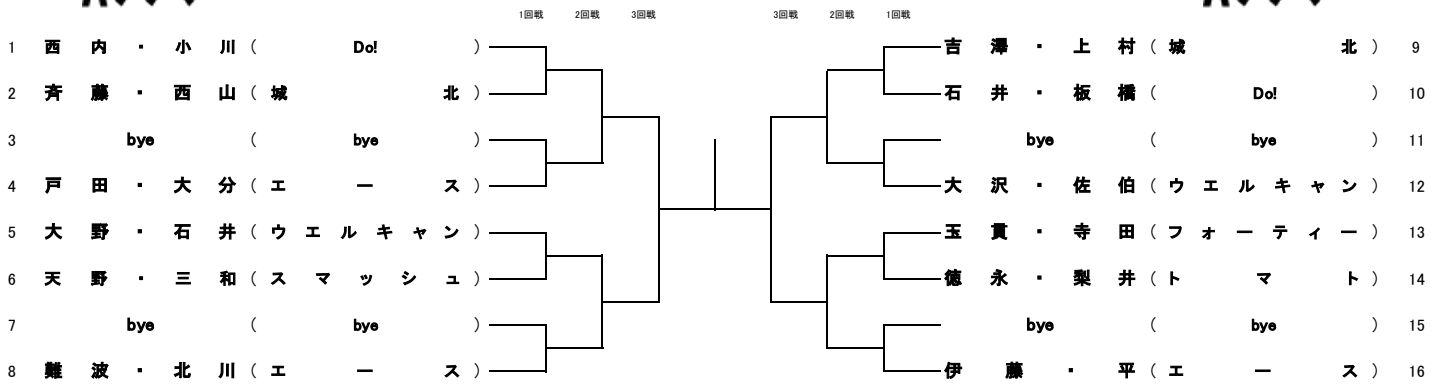 1回戦 2回戦 3回戦 3回戦 2回戦 1回戦
1 西内・小川(Do!) 吉澤・上村(城北) 9
2 斉藤・西山(城北) 石井・板橋(Do!) 10
3 bye(bye) bye(bye) 11
4 戸田・大分(エース) 大沢・佐伯(ウエルキャン) 12
5 大野・石井(ウエルキャン) 玉貫・寺田(フォーティー) 13
6 天野・三和(スマッシュ) 徳永・梨井(トマト) 14
7 bye(bye) bye(bye) 15
8 難波・北川(エース) 伊藤・平(エース) 16